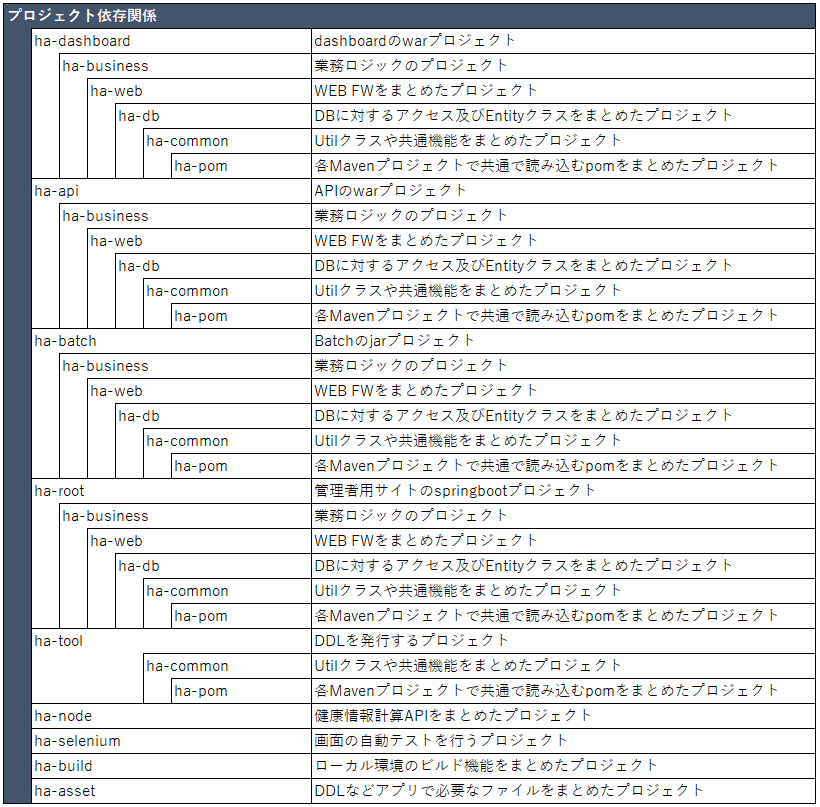 プロジェクト依存関係
ha-dashboard dashboardのwarプロジェクト
ha-business 業務ロジックのプロジェクト
ha-web WEB FWをまとめたプロジェクト
ha-db DBに対するアクセス及びEntityクラスをまとめたプロジェクト
ha-common Utilクラスや共通機能をまとめたプロジェクト
ha-pom 各Mavenプロジェクトで共通で読み込むpomをまとめたプロジェクト
ha-api APIのwarプロジェクト
ha-business 業務ロジックのプロジェクト
ha-web WEB FWをまとめたプロジェクト
ha-db DBに対するアクセス及びEntityクラスをまとめたプロジェクト
ha-common Utilクラスや共通機能をまとめたプロジェクト
ha-pom 各Mavenプロジェクトで共通で読み込むpomをまとめたプロジェクト
ha-batch Batchのjarプロジェクト
ha-business 業務ロジックのプロジェクト
ha-web WEB FWをまとめたプロジェクト
ha-db DBに対するアクセス及びEntityクラスをまとめたプロジェクト
ha-common Utilクラスや共通機能をまとめたプロジェクト
ha-pom 各Mavenプロジェクトで共通で読み込むpomをまとめたプロジェクト
ha-root 管理者用サイトのspringbootプロジェクト
ha-business 業務ロジックのプロジェクト
ha-web WEB FWをまとめたプロジェクト
ha-db DBに対するアクセス及びEntityクラスをまとめたプロジェクト
ha-common Utilクラスや共通機能をまとめたプロジェクト
ha-pom 各Mavenプロジェクトで共通で読み込むpomをまとめたプロジェクト
ha-tool DDLを発行するプロジェクト
ha-common Utilクラスや共通機能をまとめたプロジェクト
ha-pom 各Mavenプロジェクトで共通で読み込むpomをまとめたプロジェクト
ha-node 健康情報計算APIをまとめたプロジェクト
ha-selenium 画面の自動テストを行うプロジェクト
ha-build ローカル環境のビルド機能をまとめたプロジェクト
ha-asset DDLなどアプリで必要なファイルをまとめたプロジェクト